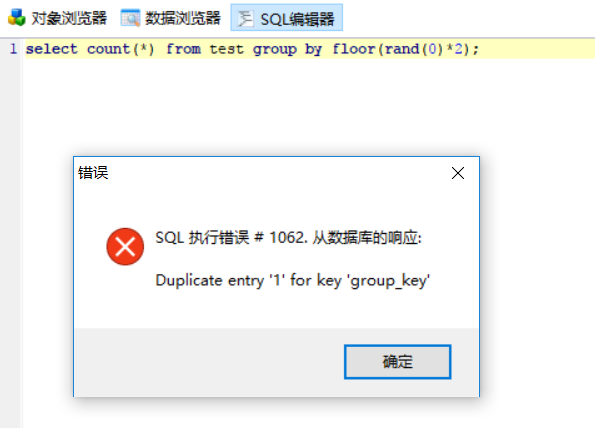 对象浏览器 数据浏览器 SQL编辑器
1 select count(*) from test group by floor(rand(0)*2);
错误
SQL 执行错误 # 1062. 从数据库的响应:
Duplicate entry '1' for key 'group_key'
确定